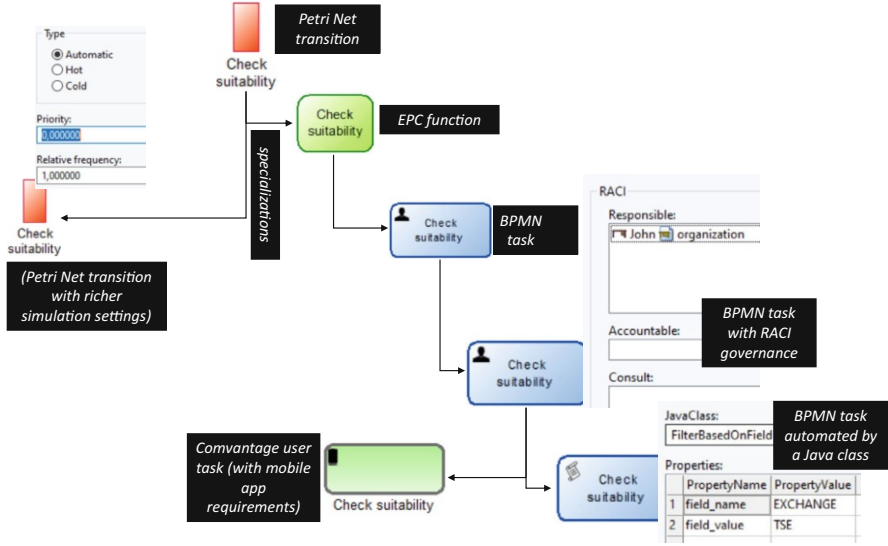 Petri Net
transition
Type
Automatic
Hot
Cold
Check
suitability
Priority:
0,000000
Relative frequency:
1,000000
Check
suitability
EPC function
specializations
Check
suitability
(Petri Net transition
with richer
simulation settings)
Check
suitability
BPMN
task
RACI
Responsible:
John organization
Accountable:
Consult:
BPMN task
with RACI
governance
Check
suitability
Comvantage user
task (with mobile
app
requirements)
Check suitability
Check
suitability
JavaClass:
FilterBasedOnField
Properties:
PropertyName PropertyValue
1 field_name EXCHANGE
2 field_value TSE
BPMN task
automated by
a Java class